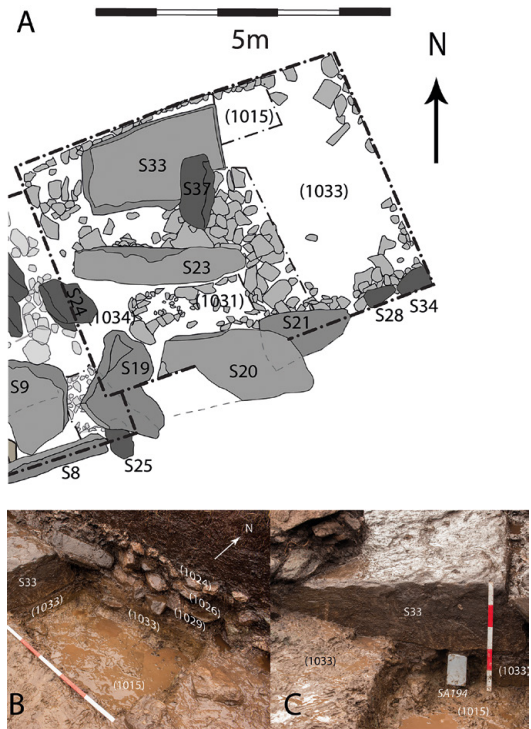 A
5m
N
(1015)
S33
S37
(1033)
S23
S24
(1034)
(1031)
S21
S28
S34
S19
S20
S9
S25
S8
N
(1024)
S33
(1026)
(1033)
(1029)
(1033)
(1015)
B
S33
(1033)
(1033)
SA194
(1015)
C